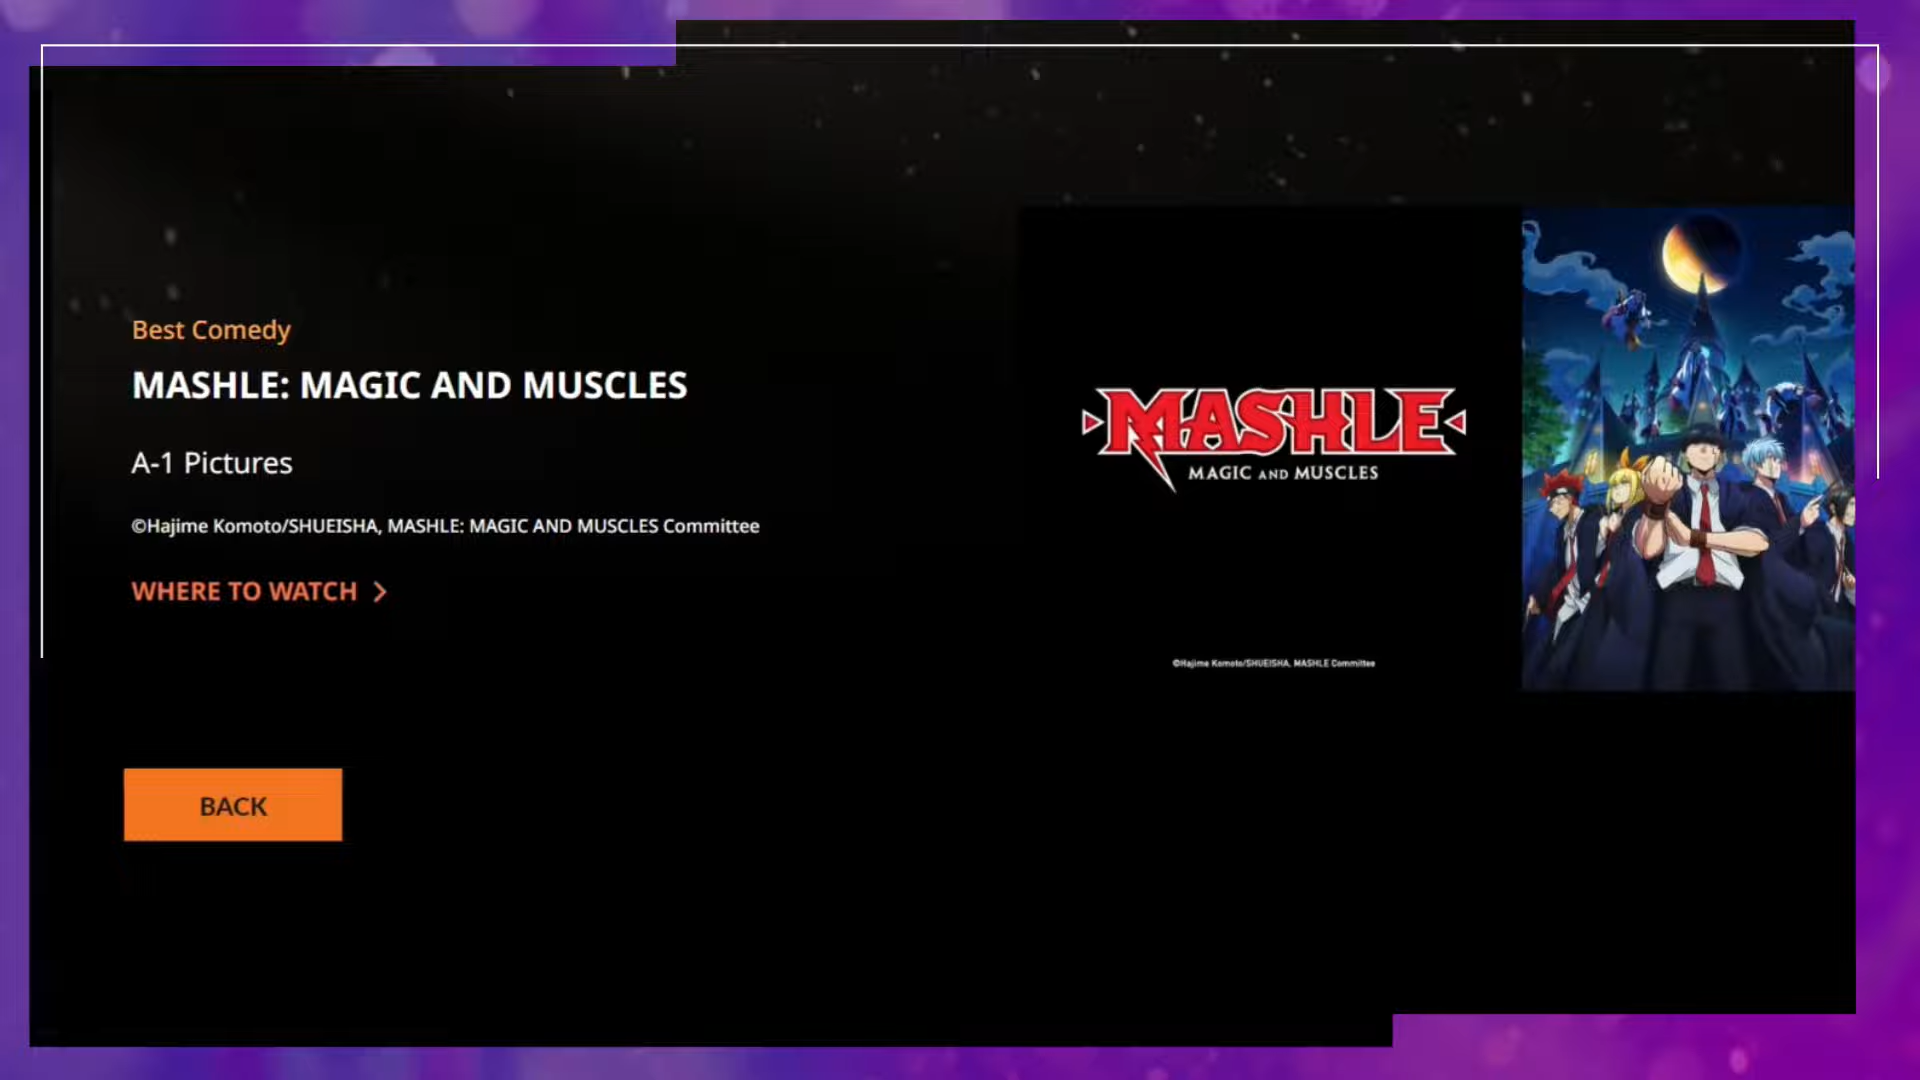 Best Comedy
MASHLE: MAGIC AND MUSCLES
A-1 Pictures
©Hajime Komoto/SHUEISHA, MASHLE: MAGIC AND MUSCLES Committee
WHERE TO WATCH >
BACK
MASHLE
MAGIC AND MUSCLES
©Hajime Komoto/SHUEISHA, MASHLE Committee